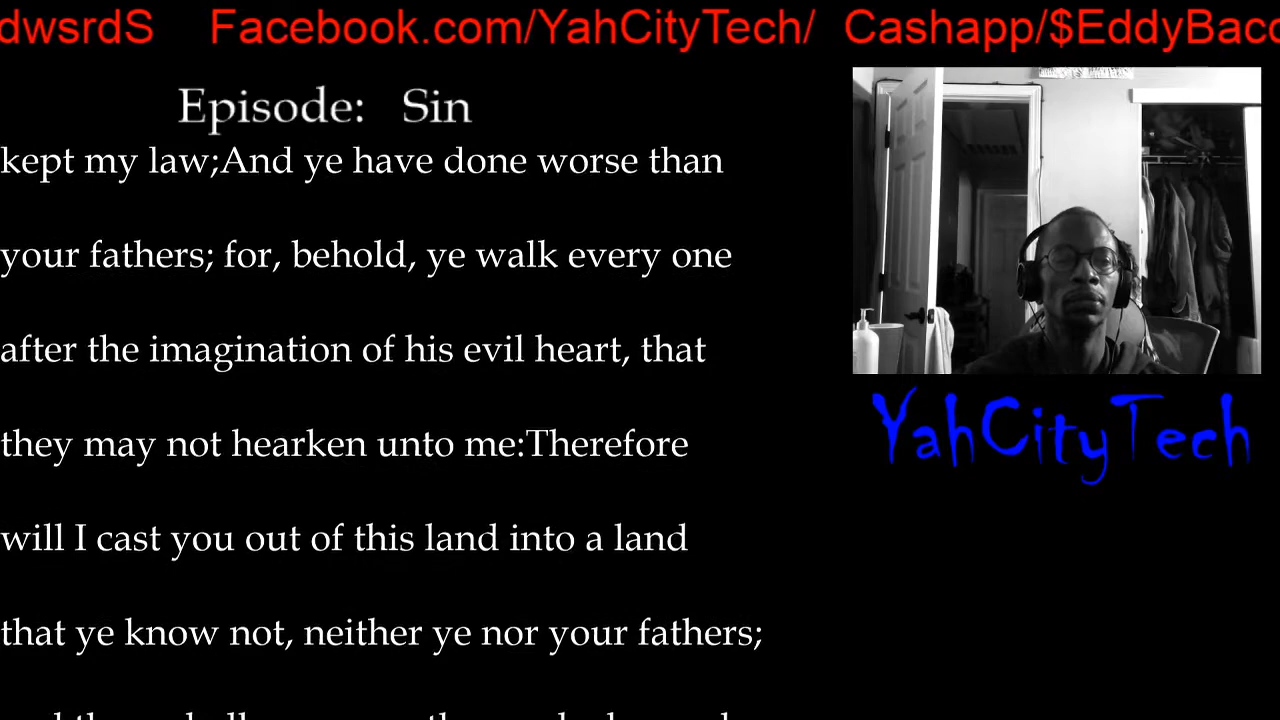 dwsrdS Facebook.com/YahCityTech/ Cashapp/$EddyBaco
Episode: Sin
kept my law;And ye have done worse than
your fathers; for, behold, ye walk every one
after the imagination of his evil heart, that
they may not hearken unto me:Therefore
will I cast you out of this land into a land
that ye know not, neither ye nor your fathers;
YahCityTech